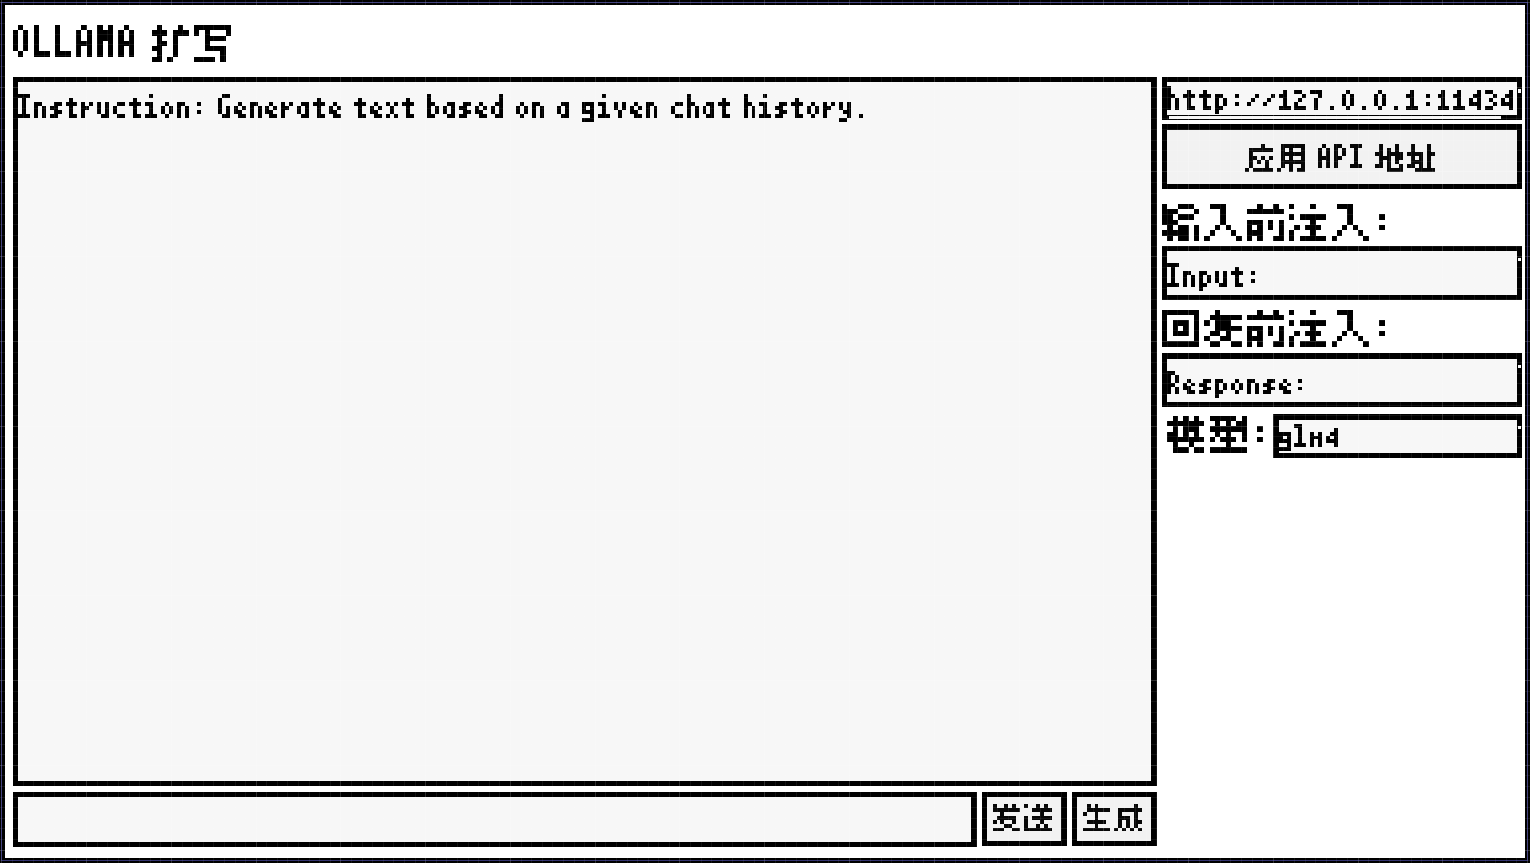 OLLAMA 扩写
Instruction: Generate text based on a given chat history.
http://127.0.0.1:11434
应用 API 地址
输入前注入：
Input:
回复前注入：
Response:
模型：glm4
发送
生成